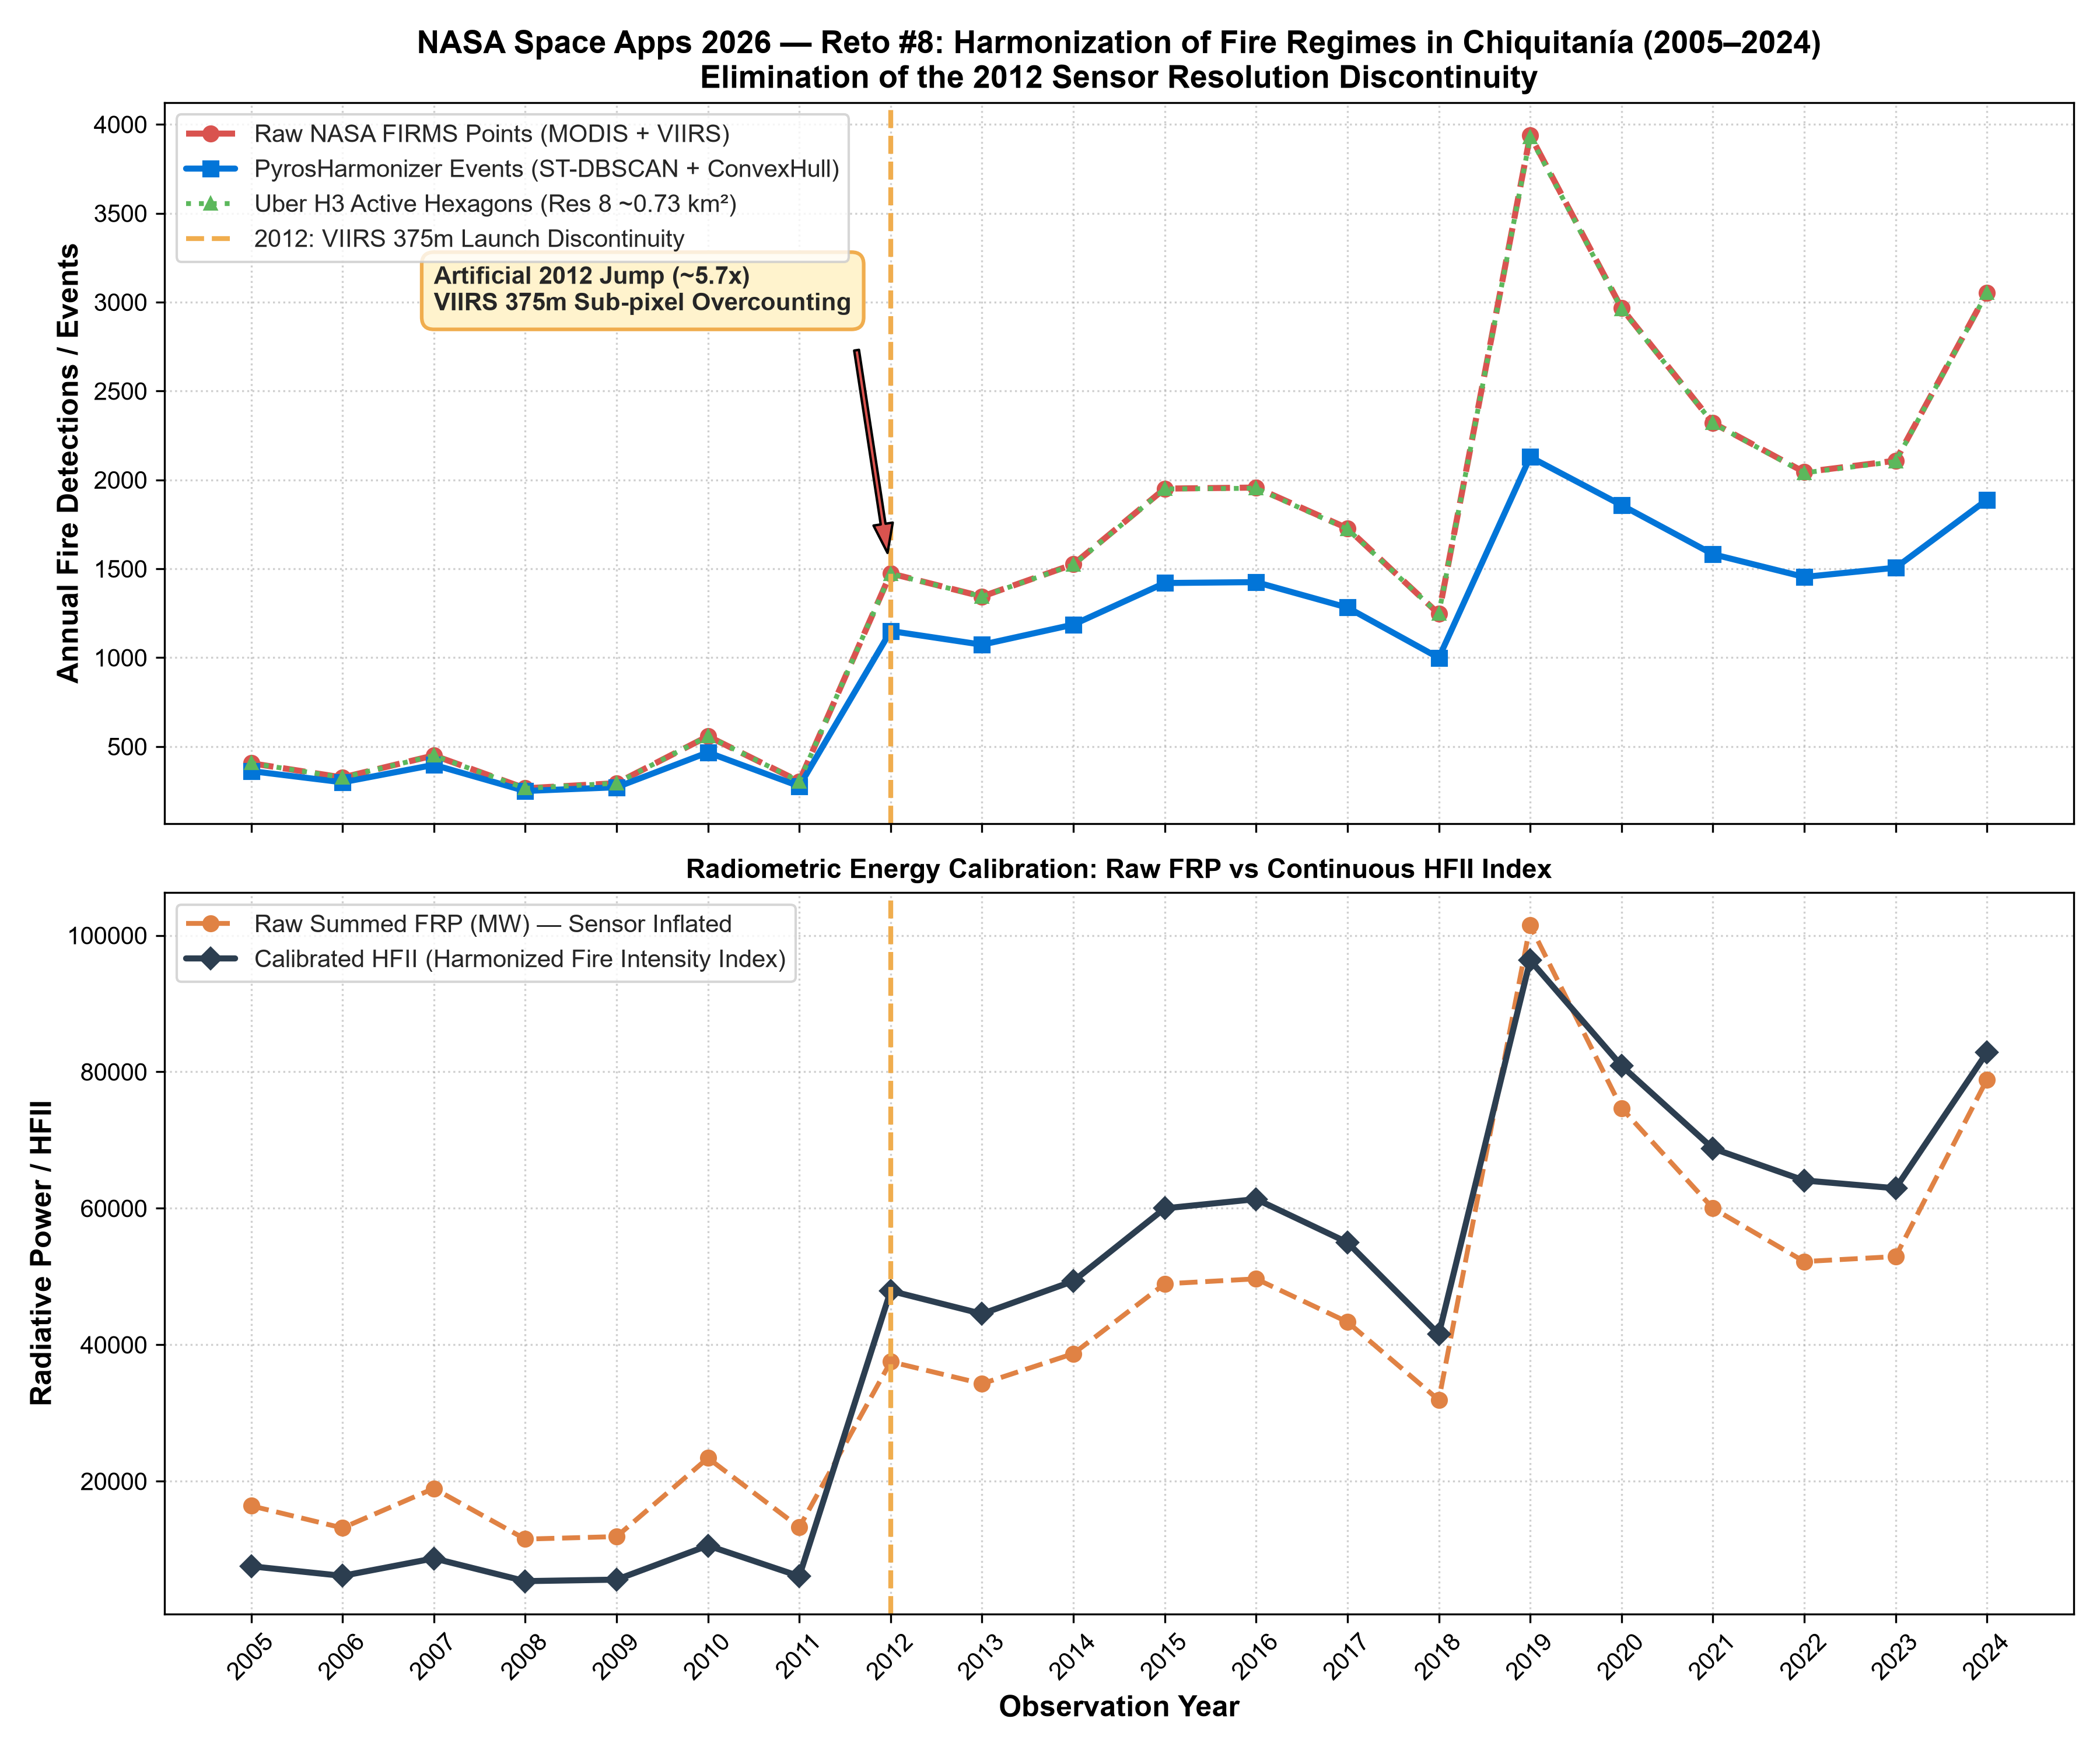 NASA Space Apps 2026 — Reto #8: Harmonization of Fire Regimes in Chiquitanía (2005–2024)
Elimination of the 2012 Sensor Resolution Discontinuity
Raw NASA FIRMS Points (MODIS + VIIRS)
PyrosHarmonizer Events (ST-DBSCAN + ConvexHull)
Uber H3 Active Hexagons (Res 8 ~0.73 km²)
2012: VIIRS 375m Launch Discontinuity
Artificial 2012 Jump (~5.7x)
VIIRS 375m Sub-pixel Overcounting
Annual Fire Detections / Events
4000
3500
3000
2500
2000
1500
1000
500
Radiometric Energy Calibration: Raw FRP vs Continuous HFII Index
Raw Summed FRP (MW) — Sensor Inflated
Calibrated HFII (Harmonized Fire Intensity Index)
Radiative Power / HFII
100000
80000
60000
40000
20000
2005
2006
2007
2008
2009
2010
2011
2012
2013
2014
2015
2016
2017
2018
2019
2020
2021
2022
2023
2024
Observation Year